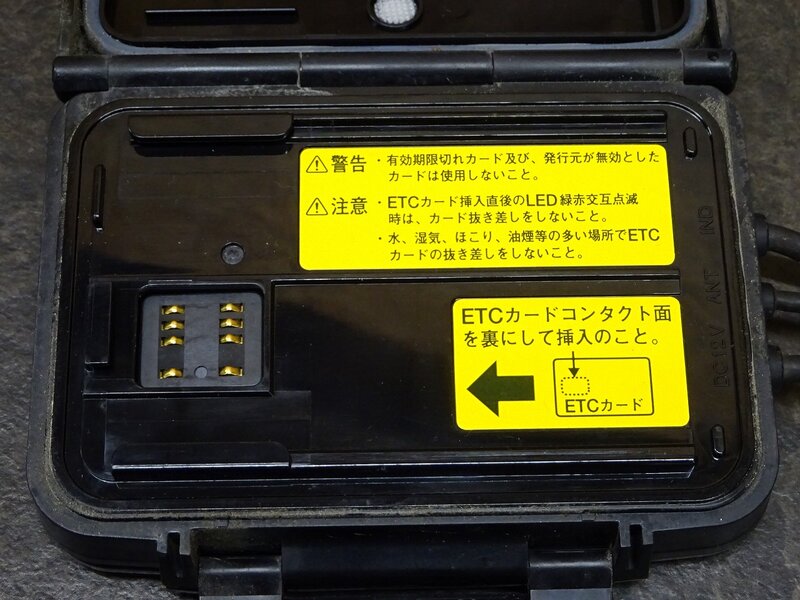 ⚠警告 ・有効期限切れカード及び、発行元が無効とした
カードは使用しないこと。
⚠注意 ・ETCカード挿入直後のLED緑赤交互点滅
時は、カード抜き差しをしないこと。
・水、湿気、ほこり、油煙等の多い場所でETC
カードの抜き差しをしないこと。
ETCカードコンタクト面
を裏にして挿入のこと。
ETCカード
DC12V ANT IND